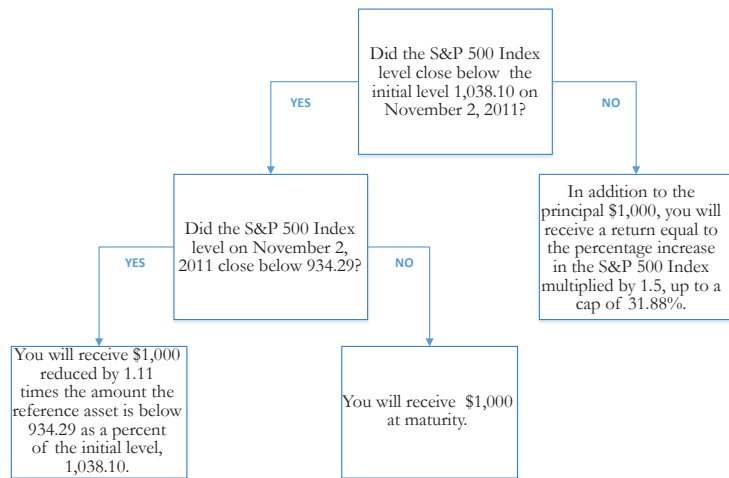 Did the S&P 500 Index
level close below the
initial level 1,038.10 on
November 2, 2011?
YES
NO
Did the S&P 500 Index
level on November 2,
2011 close below 934.29?
In addition to the
principal $1,000, you will
receive a return equal to
the percentage increase
in the S&P 500 Index
multiplied by 1.5, up to a
cap of 31.88%.
YES
NO
You will receive $1,000
reduced by 1.11
times the amount the
reference asset is below
934.29 as a percent
of the initial level,
1,038.10.
You will receive $1,000
at maturity.